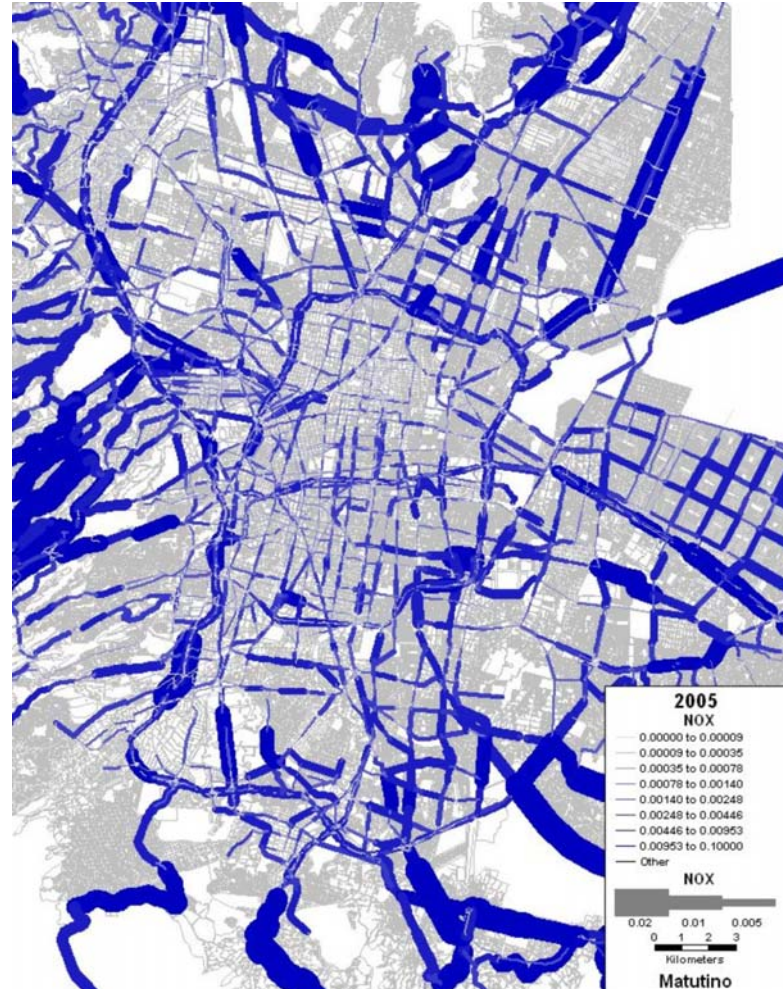 2005
NOX
0.00000 to 0.00009
0.00009 to 0.00035
0.00035 to 0.00078
0.00078 to 0.00140
0.00140 to 0.00248
0.00248 to 0.00446
0.00446 to 0.00953
0.00953 to 0.10000
Other
NOX
0.02 0.01 0.005
0 1 2 3
Kilometers
Matutino